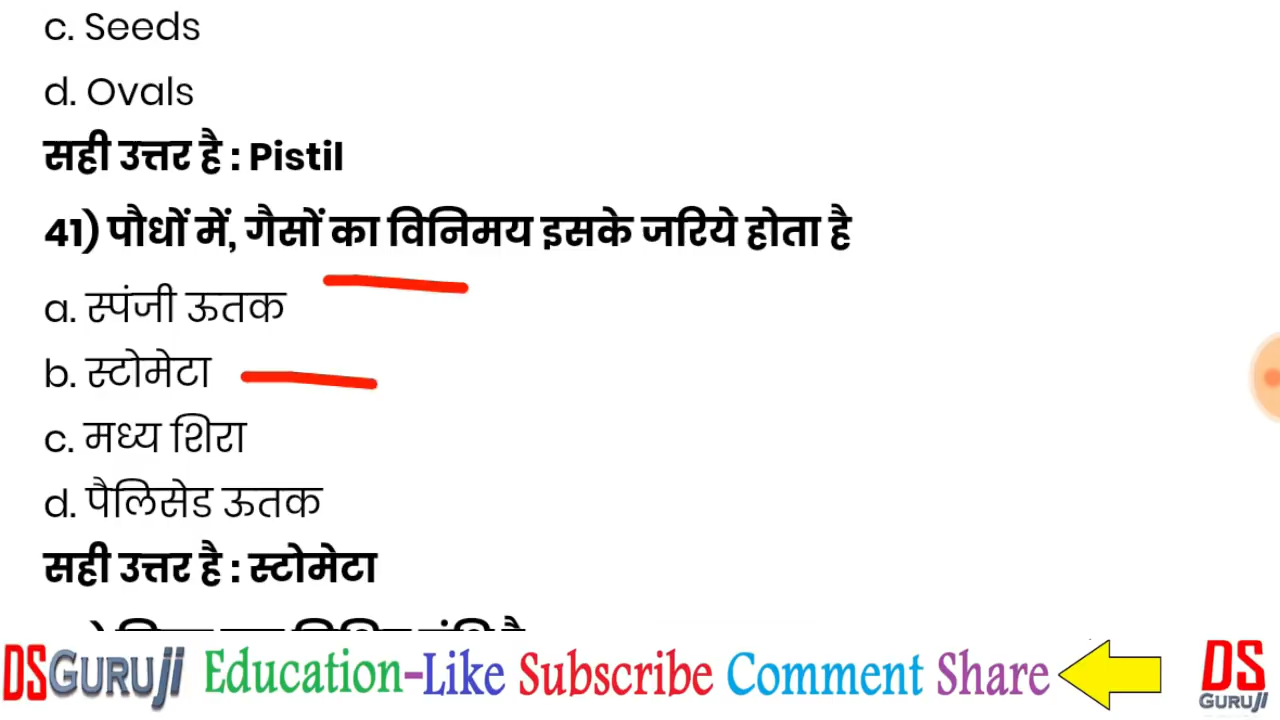 c. Seeds
d. Ovals
सही उत्तर है : Pistil
41) पौधों में, गैसों का विनिमय इसके जरिये होता है
a. स्पंजी ऊतक
b. स्टोमेटा
c. मध्य शिरा
d. पैलिसेड ऊतक
सही उत्तर है : स्टोमेटा
DSGURUJI Education-Like Subscribe Comment Share DS GURUJI